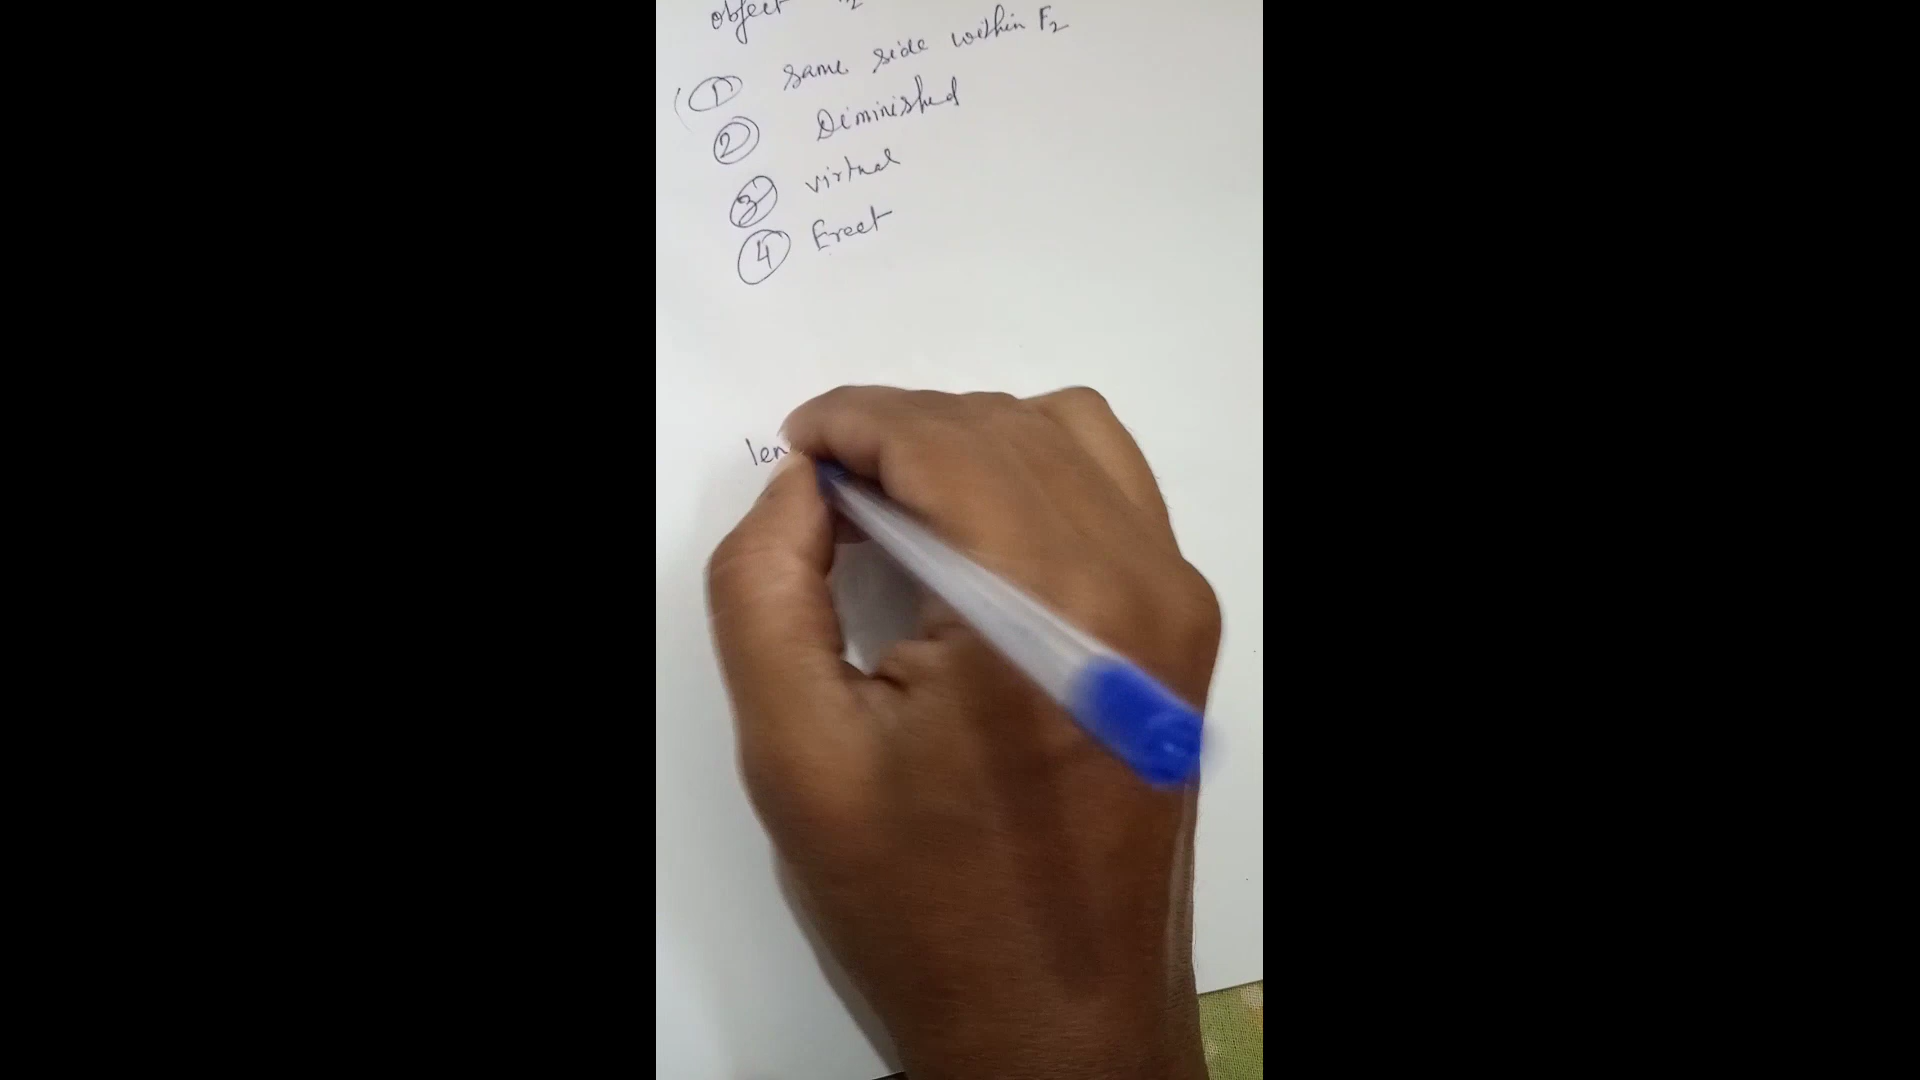 object
① same side within F₂
② Diminished
③ virtual
④ Erect
len